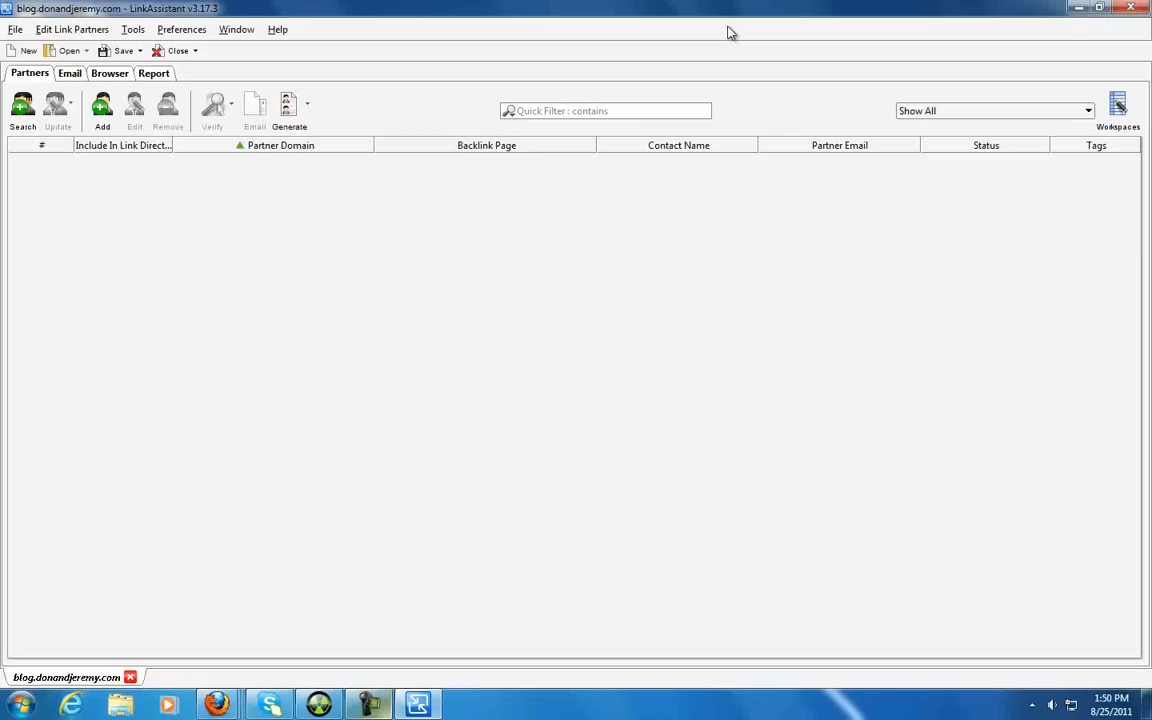 blog.donandjeremy.com - LinkAssistant v3.17.3
File Edit Link Partners Tools Preferences Window Help
New Open Save Close
Partners Email Browser Report
Search Update Add Edit Remove Verify Email Generate
Quick Filter : contains
Show All
Workspaces
# Include In Link Direct... Partner Domain Backlink Page Contact Name Partner Email Status Tags
blog.donandjeremy.com
1:50 PM
8/25/2011